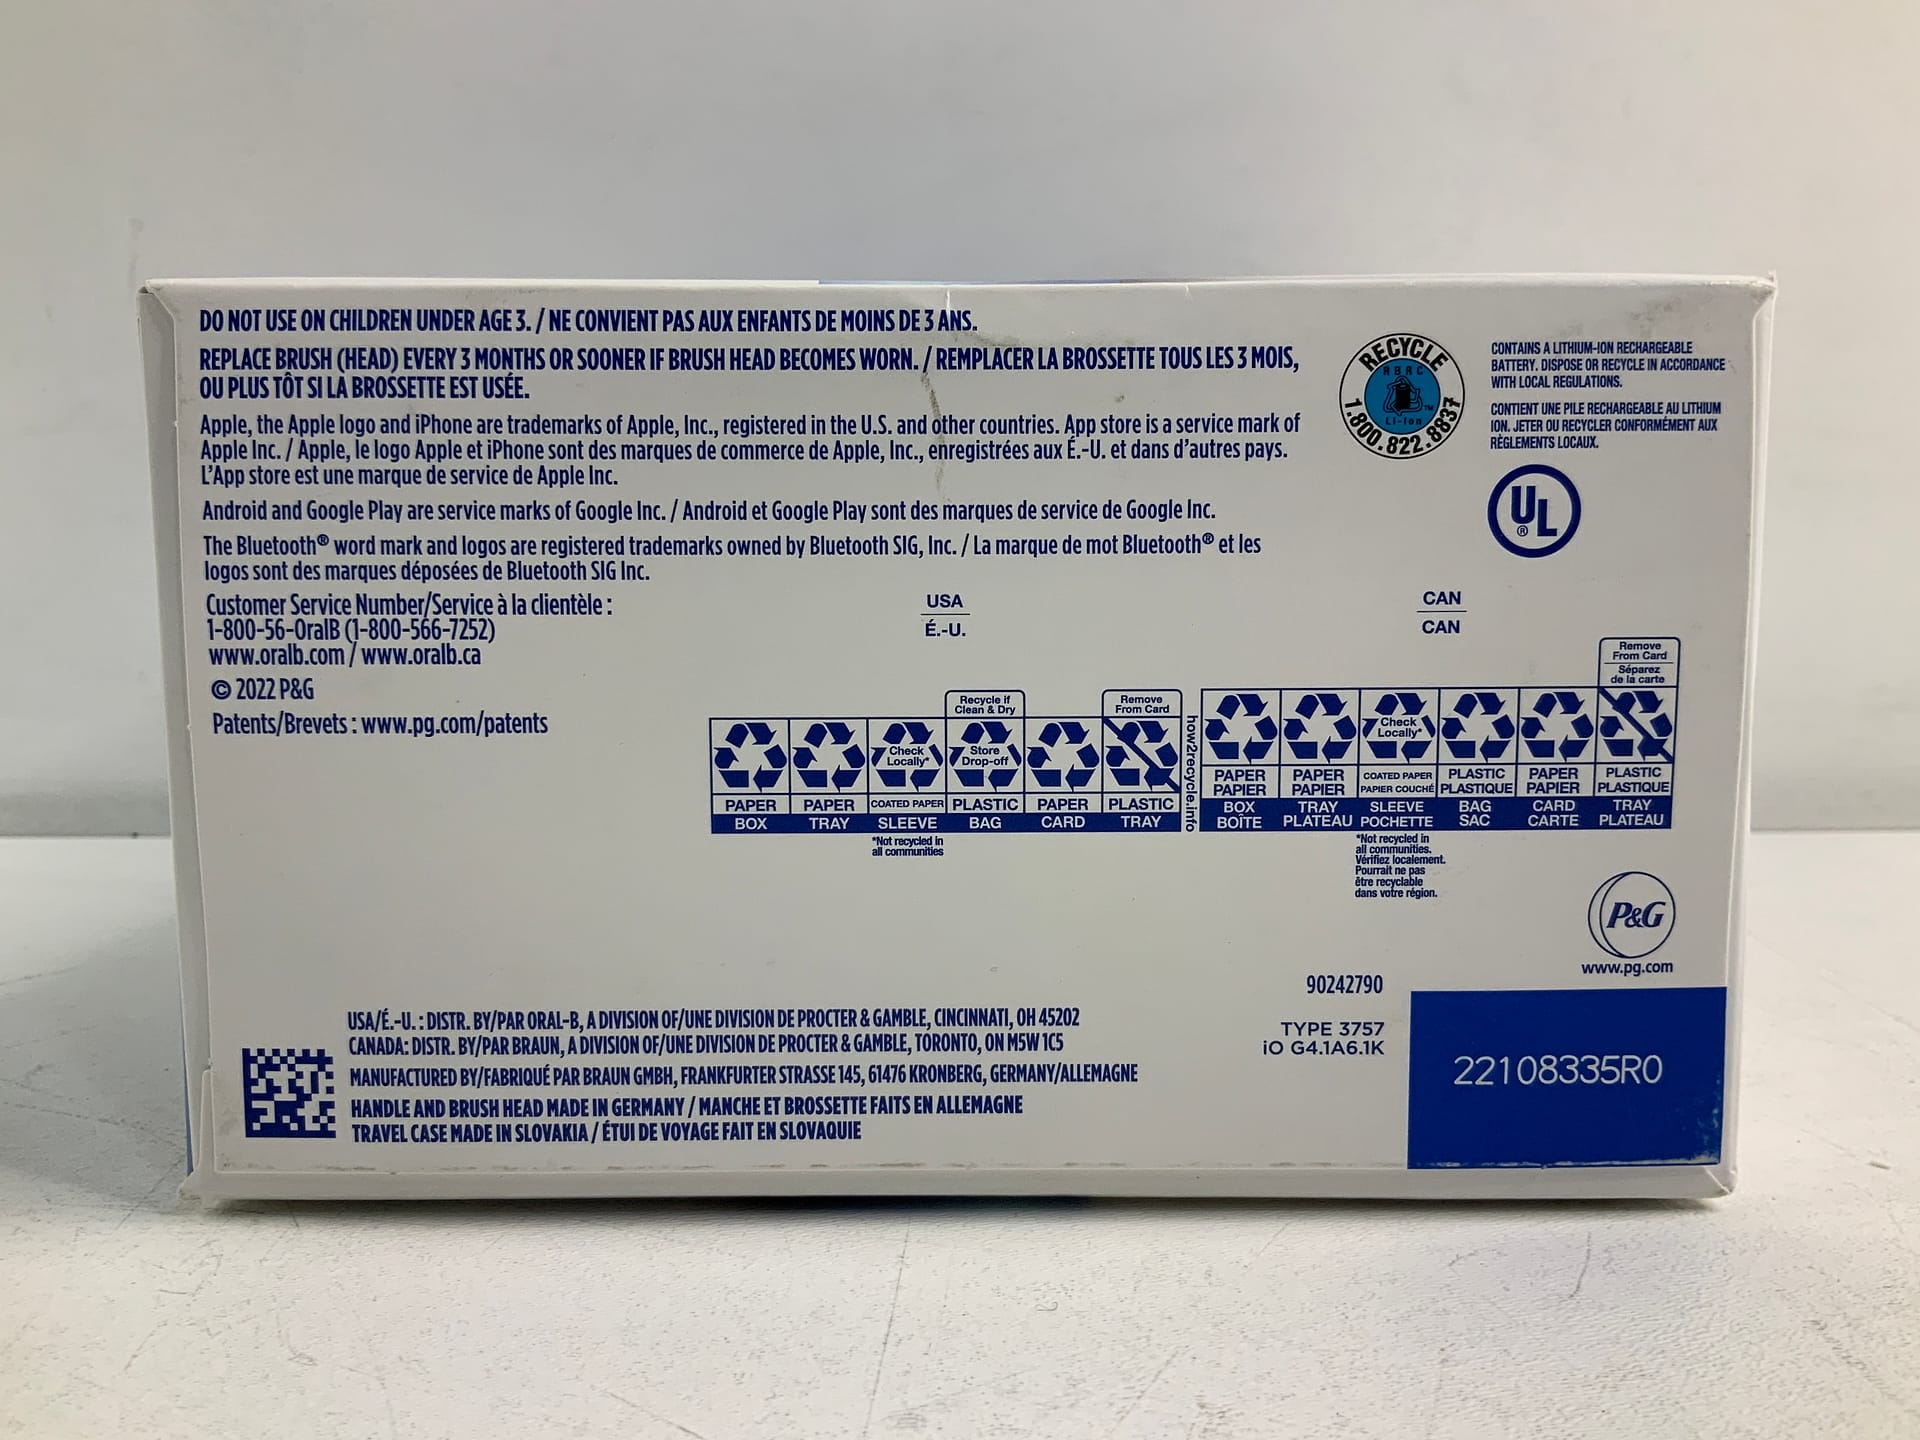 DO NOT USE ON CHILDREN UNDER AGE 3. / NE CONVIENT PAS AUX ENFANTS DE MOINS DE 3 ANS.
REPLACE BRUSH (HEAD) EVERY 3 MONTHS OR SOONER IF BRUSH HEAD BECOMES WORN. / REMPLACER LA BROSSETTE TOUS LES 3 MOIS,
OU PLUS TÔT SI LA BROSSETTE EST USÉE.
Apple, the Apple logo and iPhone are trademarks of Apple, Inc., registered in the U.S. and other countries. App store is a service mark of
Apple Inc. / Apple, le logo Apple et iPhone sont des marques de commerce de Apple, Inc., enregistrées aux É.-U. et dans d'autres pays.
L'App store est une marque de service de Apple Inc.
Android and Google Play are service marks of Google Inc. / Android et Google Play sont des marques de service de Google Inc.
The Bluetooth® word mark and logos are registered trademarks owned by Bluetooth SIG, Inc. / La marque de mot Bluetooth® et les
logos sont des marques déposées de Bluetooth SIG Inc.
Customer Service Number/Service à la clientèle :
1-800-56-OralB (1-800-566-7252)
www.oralb.com / www.oralb.ca
© 2022 P&G
Patents/Brevets : www.pg.com/patents
RECYCLE
RBRC
Li-Ion ™
1.800.822.8837
CONTAINS A LITHIUM-ION RECHARGEABLE
BATTERY. DISPOSE OR RECYCLE IN ACCORDANCE
WITH LOCAL REGULATIONS.
CONTIENT UNE PILE RECHARGEABLE AU LITHIUM
ION. JETER OU RECYCLER CONFORMÉMENT AUX
RÈGLEMENTS LOCAUX.
UL ®
USA
É.-U.
Recycle if
Clean & Dry
Remove
From Card
Check
Locally*
Store
Drop-off
PAPER PAPER COATED PAPER PLASTIC PAPER PLASTIC
BOX TRAY SLEEVE BAG CARD TRAY
*Not recycled in
all communities
how2recycle.info
CAN
CAN
Remove
From Card
Séparez
de la carte
Check
Locally*
PAPER PAPER COATED PAPER PLASTIC PAPER PLASTIC
PAPIER PAPIER PAPIER COUCHÉ PLASTIQUE PAPIER PLASTIQUE
BOX TRAY SLEEVE BAG CARD TRAY
BOÎTE PLATEAU POCHETTE SAC CARTE PLATEAU
*Not recycled in
all communities.
Vérifiez localement.
Pourrait ne pas
être recyclable
dans votre région.
P&G
www.pg.com
90242790
TYPE 3757
iO G4.1A6.1K
22108335R0
USA/É.-U. : DISTR. BY/PAR ORAL-B, A DIVISION OF/UNE DIVISION DE PROCTER & GAMBLE, CINCINNATI, OH 45202
CANADA: DISTR. BY/PAR BRAUN, A DIVISION OF/UNE DIVISION DE PROCTER & GAMBLE, TORONTO, ON M5W 1C5
MANUFACTURED BY/FABRIQUÉ PAR BRAUN GMBH, FRANKFURTER STRASSE 145, 61476 KRONBERG, GERMANY/ALLEMAGNE
HANDLE AND BRUSH HEAD MADE IN GERMANY / MANCHE ET BROSSETTE FAITS EN ALLEMAGNE
TRAVEL CASE MADE IN SLOVAKIA / ÉTUI DE VOYAGE FAIT EN SLOVAQUIE